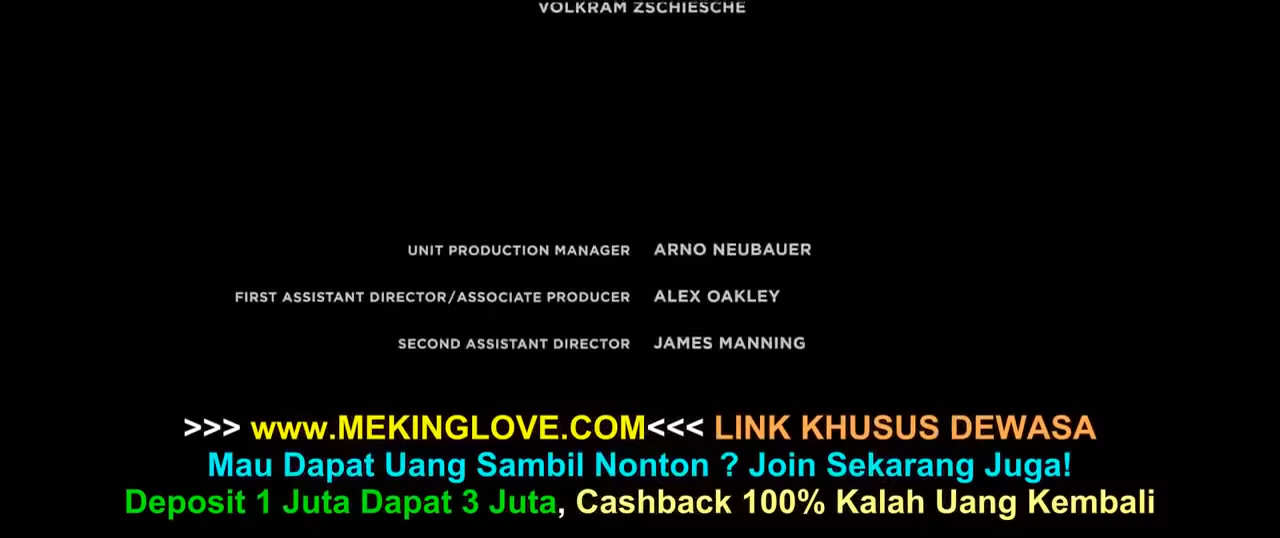 VOLKRAM ZSCHIESCHE
UNIT PRODUCTION MANAGER ARNO NEUBAUER
FIRST ASSISTANT DIRECTOR/ASSOCIATE PRODUCER ALEX OAKLEY
SECOND ASSISTANT DIRECTOR JAMES MANNING
>>> www.MEKINGLOVE.COM<<< LINK KHUSUS DEWASA
Mau Dapat Uang Sambil Nonton ? Join Sekarang Juga!
Deposit 1 Juta Dapat 3 Juta, Cashback 100% Kalah Uang Kembali